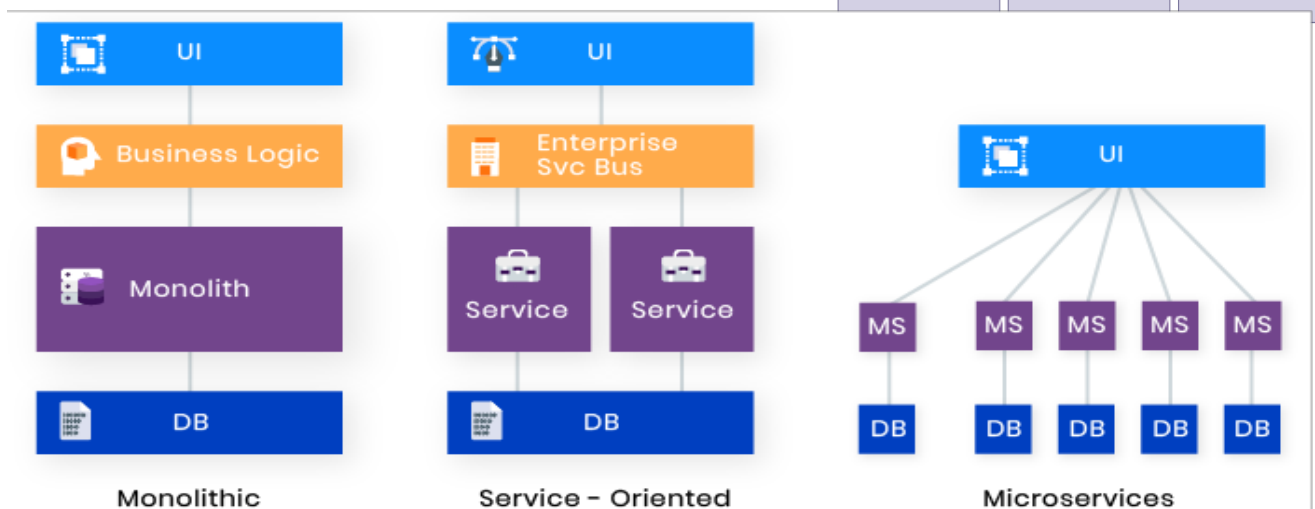 UI
Business Logic
Monolith
DB
Monolithic
UI
Enterprise
Svc Bus
Service Service
DB
Service - Oriented
UI
MS MS MS MS MS
DB DB DB DB DB
Microservices